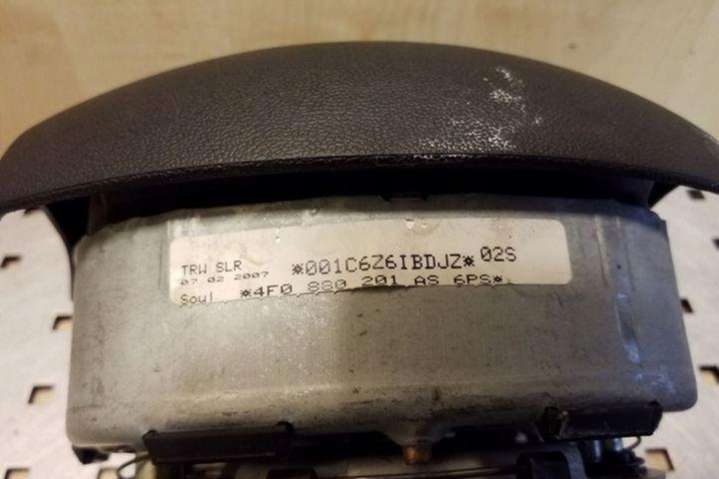 TRW SLR *001C6Z6IBDJZ* 02S
07 02 2007
Soul *4F0 880 201 AS 6PS*